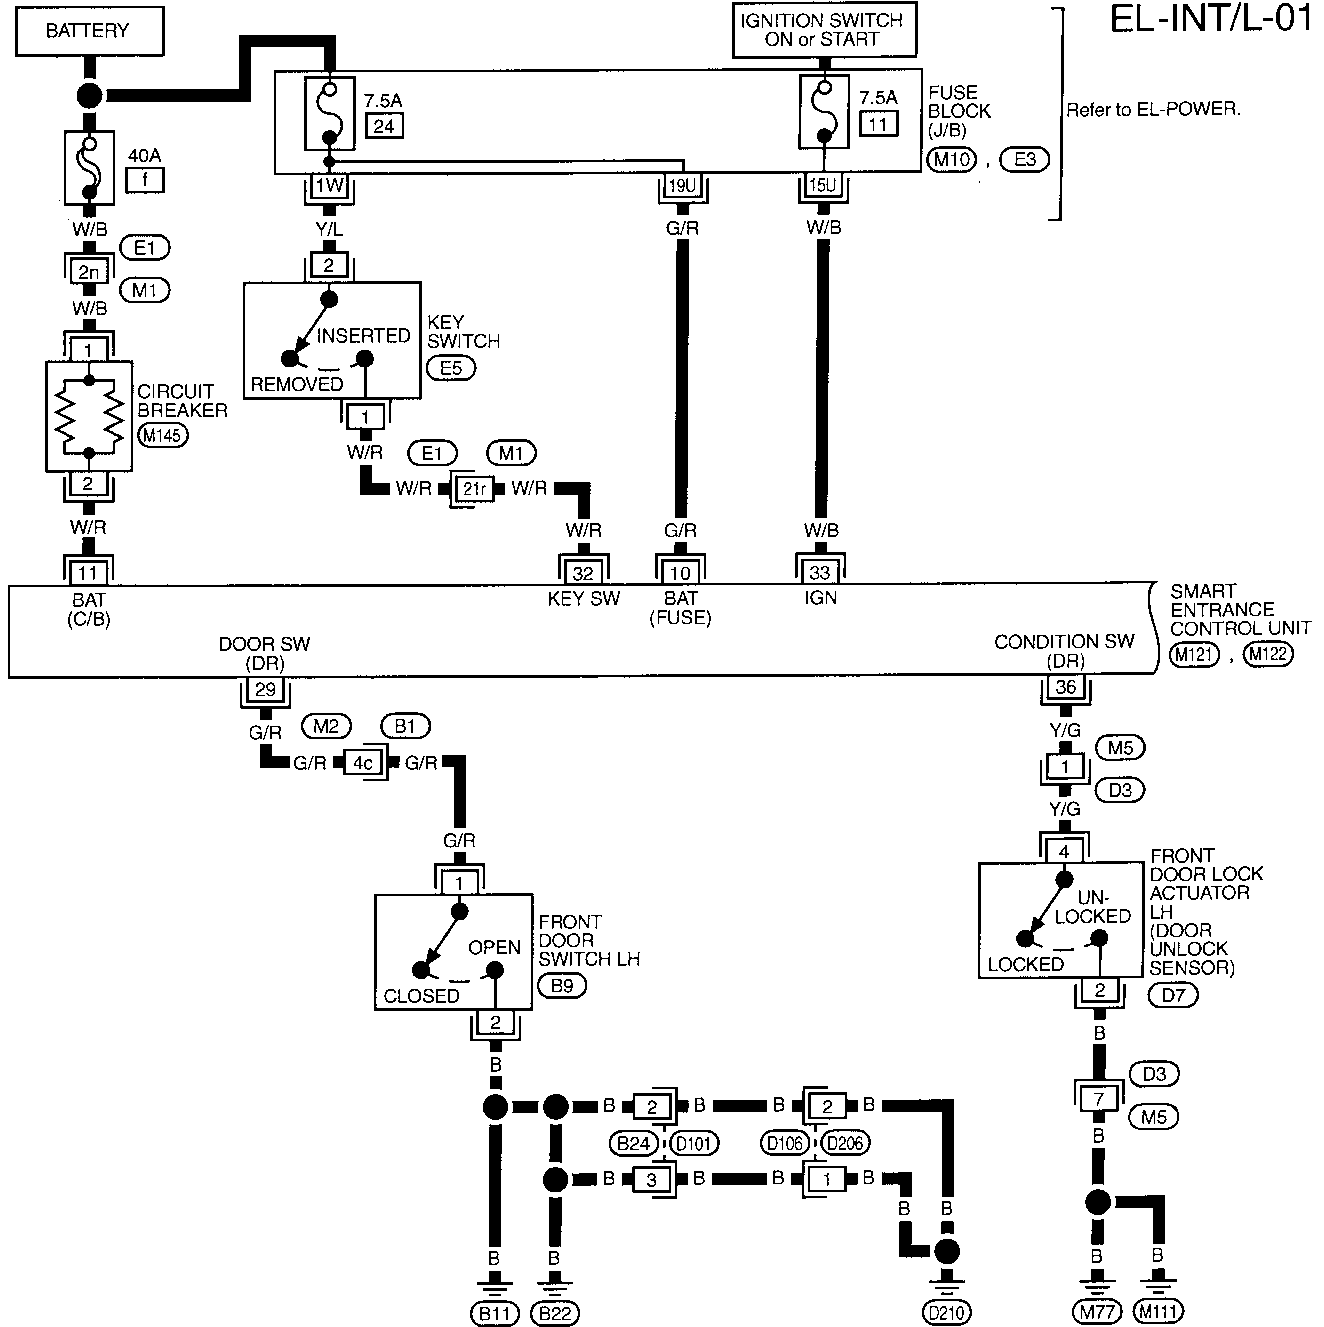 EL-INT/L-01
BATTERY
IGNITION SWITCH
ON or START
7.5A
24
7.5A
11
FUSE
BLOCK
(J/B)
M10 , E3
Refer to EL-POWER.
40A
f
1W
19U
15U
W/B
Y/L
G/R
W/B
E1
2n
M1
2
W/B
INSERTED
REMOVED
KEY
SWITCH
E5
1
CIRCUIT
BREAKER
M145
1
2
W/R
E1
M1
W/R
21r
W/R
W/R
W/R
G/R
W/B
11
32
10
33
BAT
(C/B)
KEY SW
BAT
(FUSE)
IGN
SMART
ENTRANCE
CONTROL UNIT
M121 , M122
DOOR SW
(DR)
CONDITION SW
(DR)
29
36
G/R
M2
B1
Y/G
G/R
4c
G/R
M5
1
D3
Y/G
G/R
1
4
OPEN
CLOSED
FRONT
DOOR
SWITCH LH
B9
UN-
LOCKED
LOCKED
FRONT
DOOR LOCK
ACTUATOR
LH
(DOOR
UNLOCK
SENSOR)
D7
2
2
B
B
D3
7
M5
B
B
2
B
B
2
B
B24
D101
D106
D206
B
3
B
B
1
B
B
B
B
B
B
B
B11
B22
D210
M77
M111